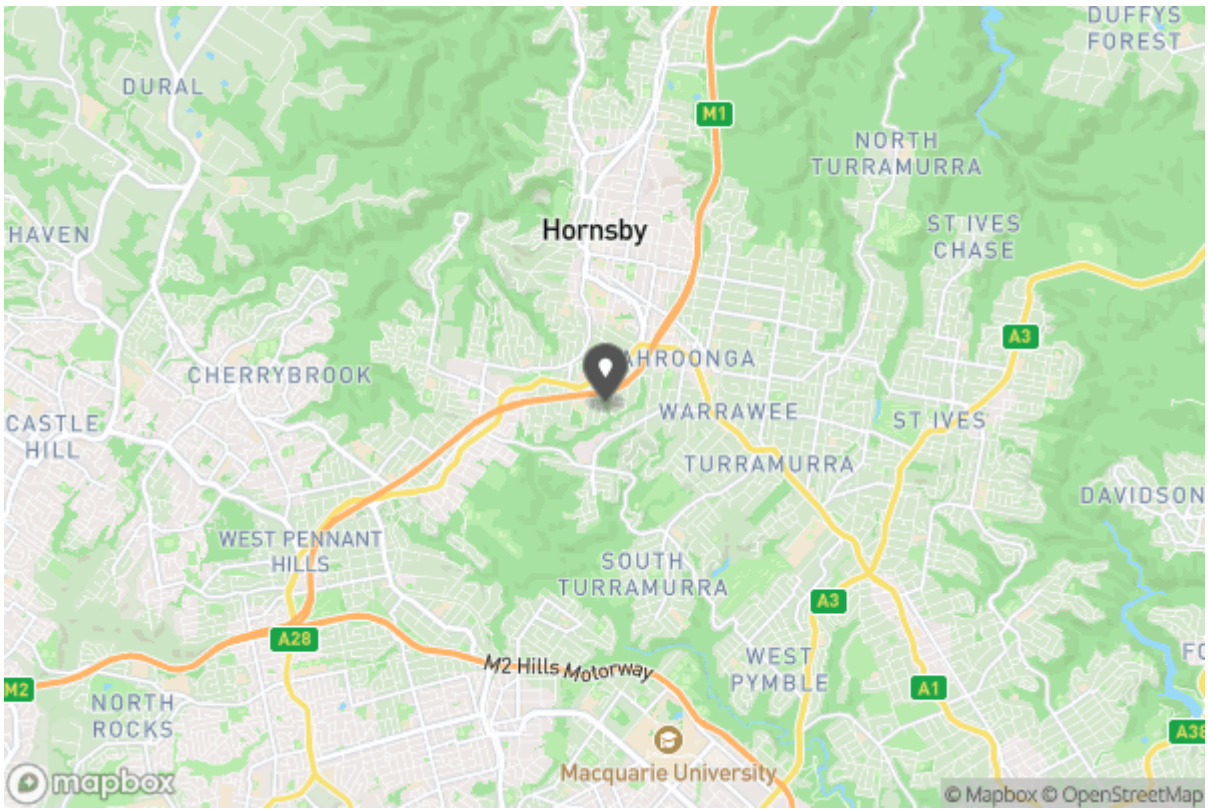 DUFFYS
FOREST
DURAL
M1
NORTH
TURRAMURRA
HAVEN
Hornsby
ST IVES
CHASE
A3
AHROONGA
CHERRYBROOK
WARRAWEE
ST IVES
CASTLE
HILL
TURRAMURRA
DAVIDSON
WEST PENNANT
HILLS
SOUTH
TURRAMURRA
A3
A28
M2 Hills Motorway
WEST
PYMBLE
FO
M2
A1
NORTH
ROCKS
A38
Macquarie University
mapbox
© Mapbox © OpenStreetMap